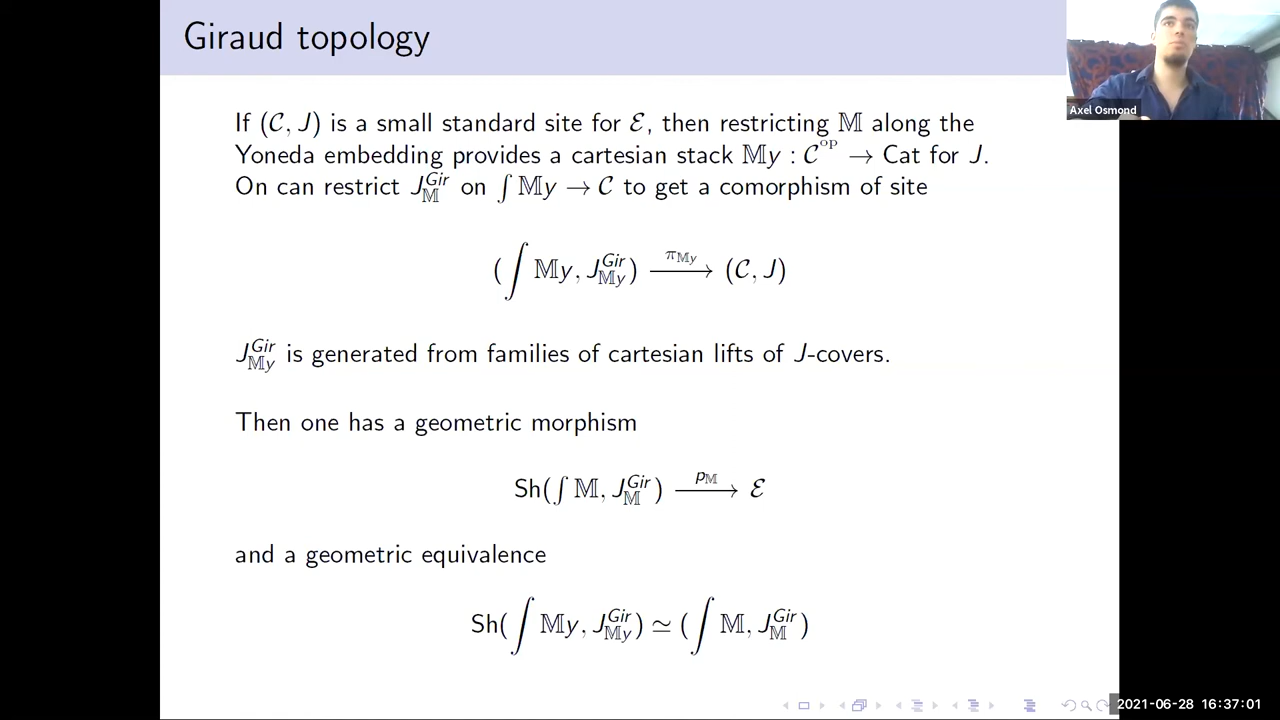 Giraud topology
Axel Osmond
If (𝒞, J) is a small standard site for ℰ, then restricting 𝕄 along the
Yoneda embedding provides a cartesian stack 𝕄y : 𝒞^op → Cat for J.
On can restrict J_𝕄^Gir on ∫ 𝕄y → 𝒞 to get a comorphism of site
(∫ 𝕄y, J_𝕄y^Gir) —π_𝕄y→ (𝒞, J)
J_𝕄y^Gir is generated from families of cartesian lifts of J-covers.
Then one has a geometric morphism
Sh(∫ 𝕄, J_𝕄^Gir) —p_𝕄→ ℰ
and a geometric equivalence
Sh(∫ 𝕄y, J_𝕄y^Gir) ≃ (∫ 𝕄, J_𝕄^Gir)
2021-06-28 16:37:01